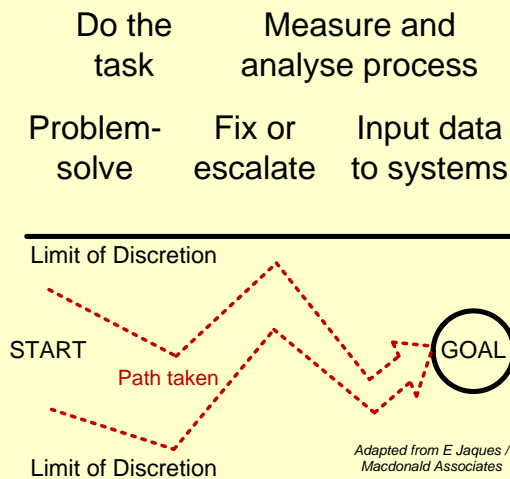 Do the
task
Measure and
analyse process
Problem-
solve
Fix or
escalate
Input data
to systems
Limit of Discretion
START
Path taken
GOAL
Limit of Discretion
Adapted from E Jaques /
Macdonald Associates